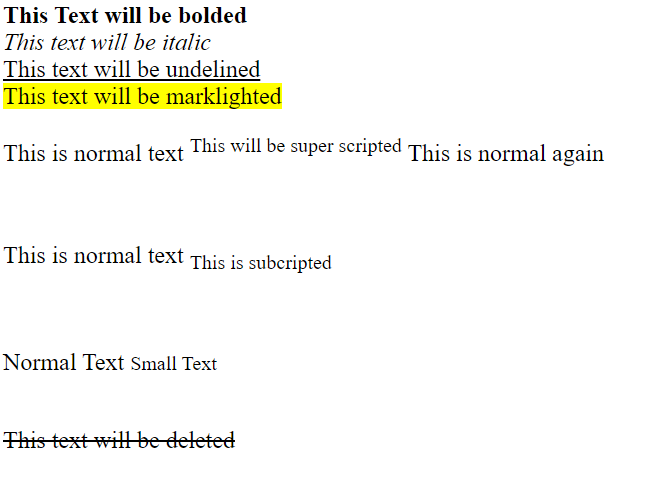 This Text will be bolded
This text will be italic
This text will be undelined
This text will be marklighted
This is normal text This will be super scripted This is normal again
This is normal text This is subcripted
Normal Text Small Text
This text will be deleted